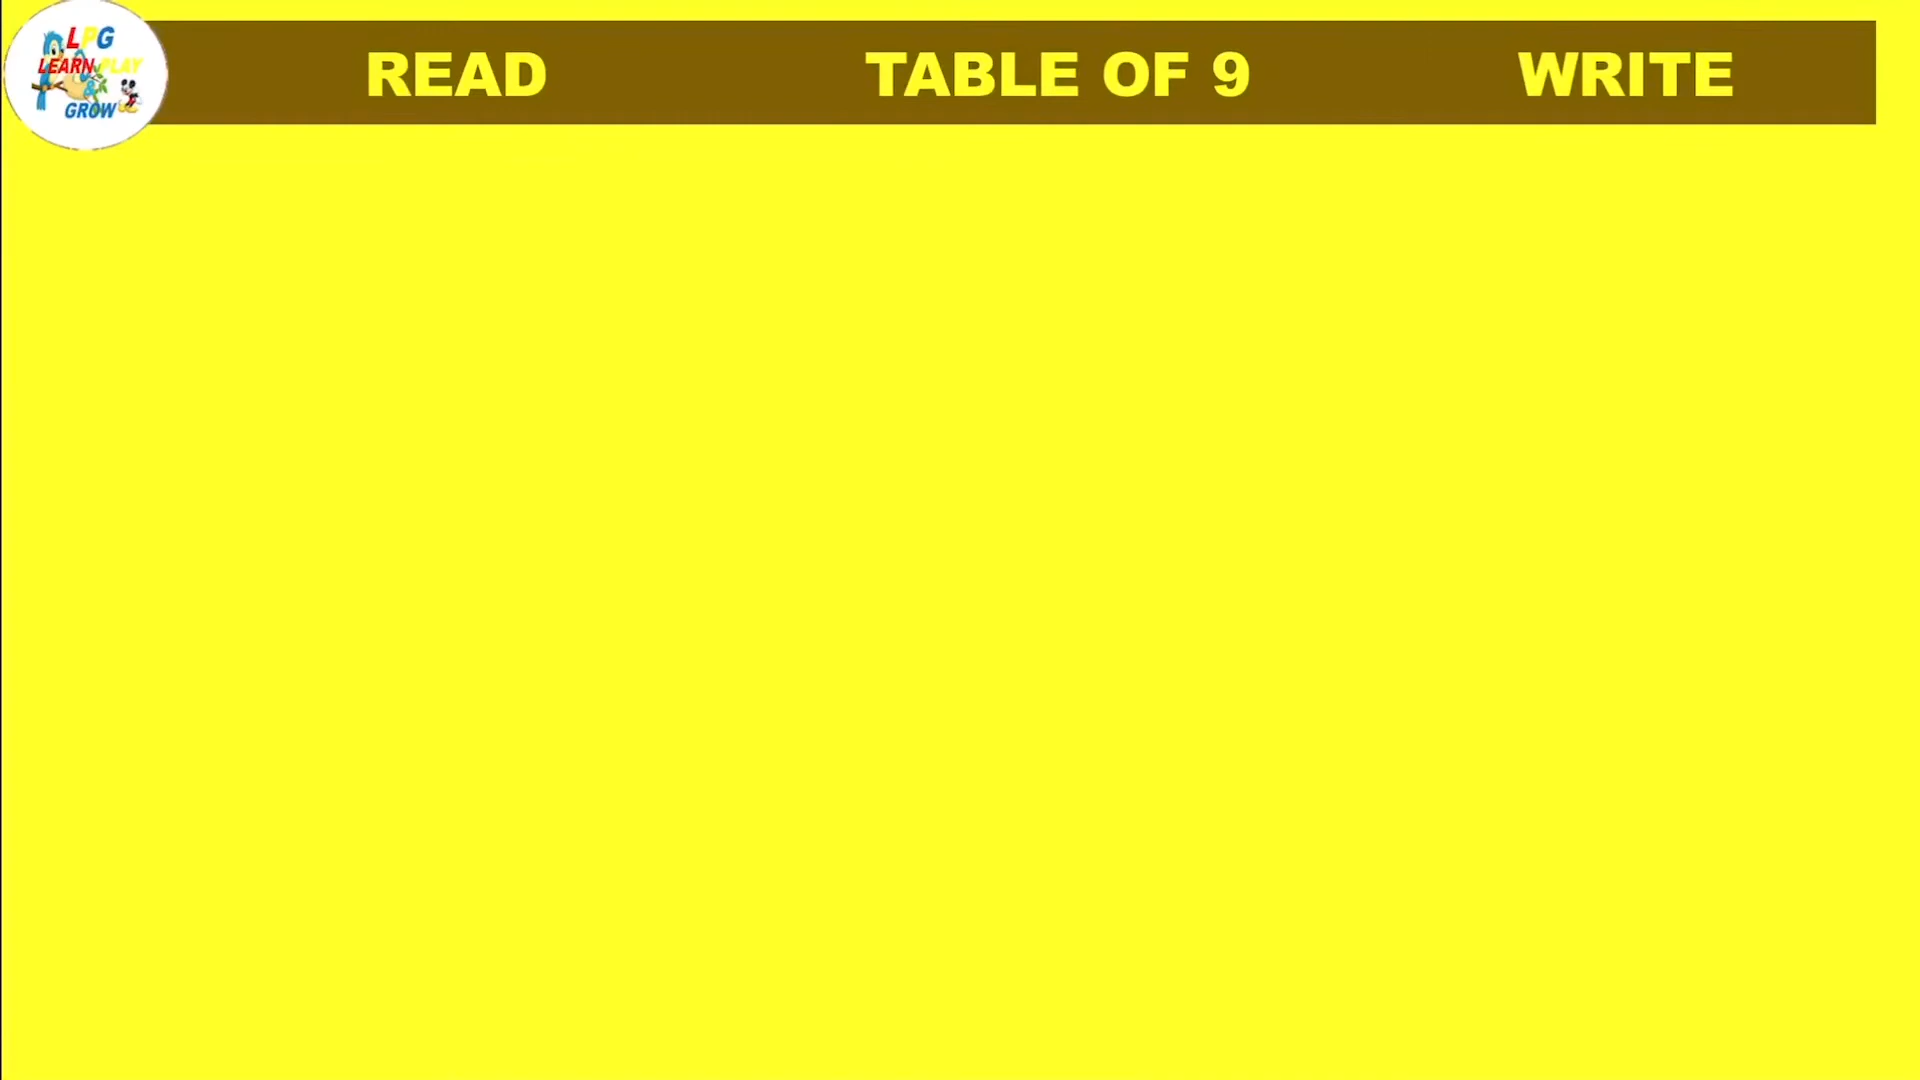 LPG
LEARN PLAY
&
GROW
READ TABLE OF 9 WRITE